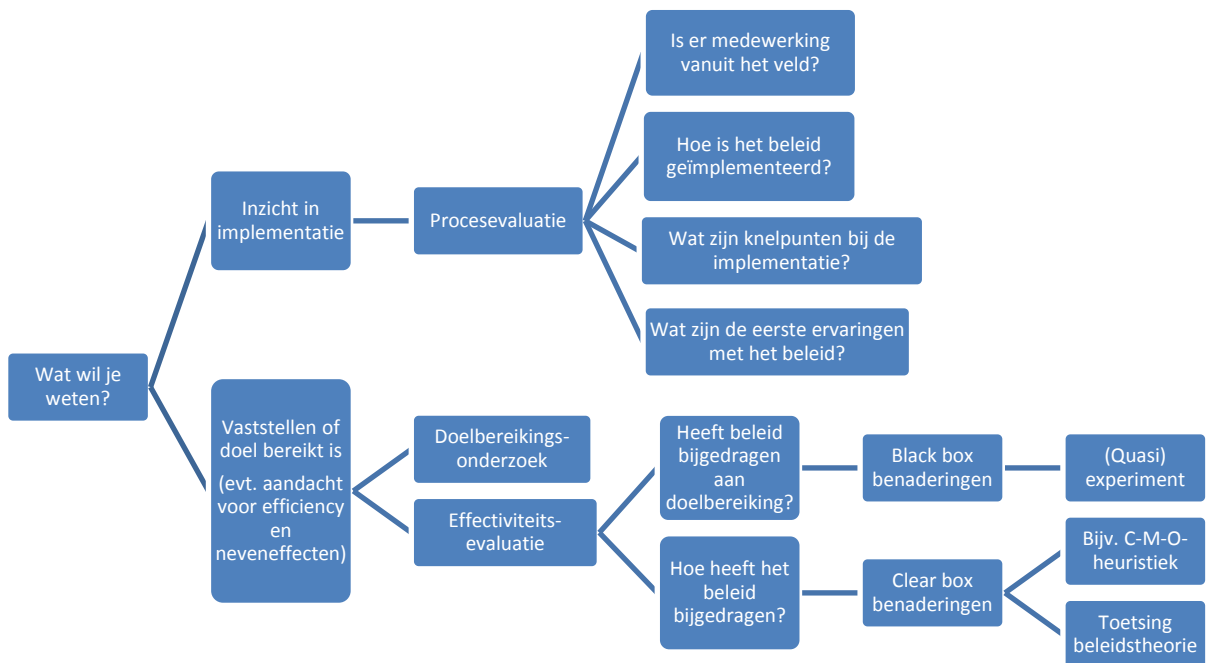 Wat wil je
weten?
Inzicht in
implementatie
Procesevaluatie
Is er medewerking
vanuit het veld?
Hoe is het beleid
geïmplementeerd?
Wat zijn knelpunten bij de
implementatie?
Wat zijn de eerste ervaringen
met het beleid?
Vaststellen of
doel bereikt is
(evt. aandacht
voor efficiency
en
neveneffecten)
Doelbereikings-
onderzoek
Effectiviteits-
evaluatie
Heeft beleid
bijgedragen
aan
doelbereiking?
Black box
benaderingen
(Quasi)
experiment
Hoe heeft het
beleid
bijgedragen?
Clear box
benaderingen
Bijv. C-M-O-
heuristiek
Toetsing
beleidstheorie